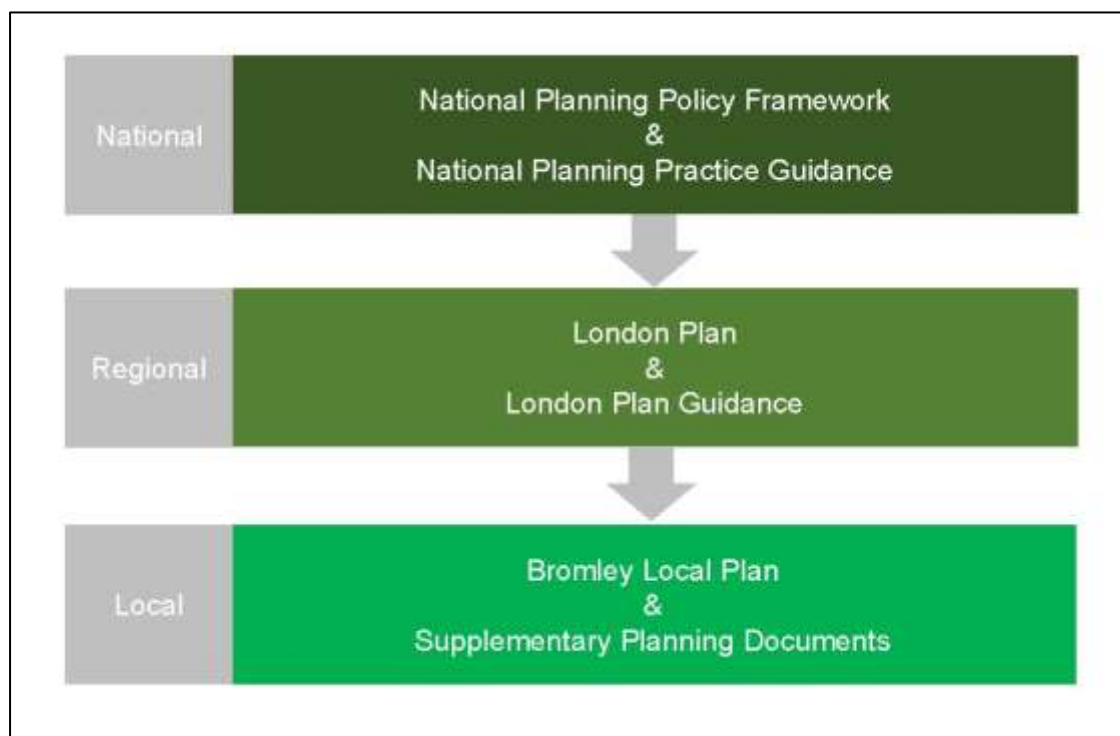 National
National Planning Policy Framework
&
National Planning Practice Guidance
Regional
London Plan
&
London Plan Guidance
Local
Bromley Local Plan
&
Supplementary Planning Documents